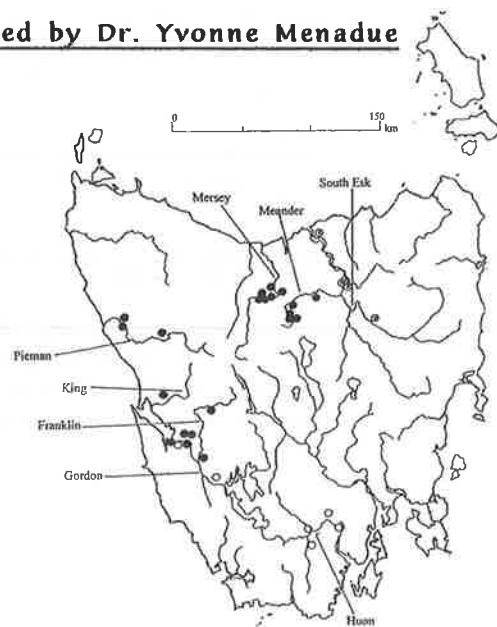 ed by Dr. Yvonne Menadue
0 150
km
South Esk
Mersey
Meander
Pieman
King
Franklin
Gordon
Huon